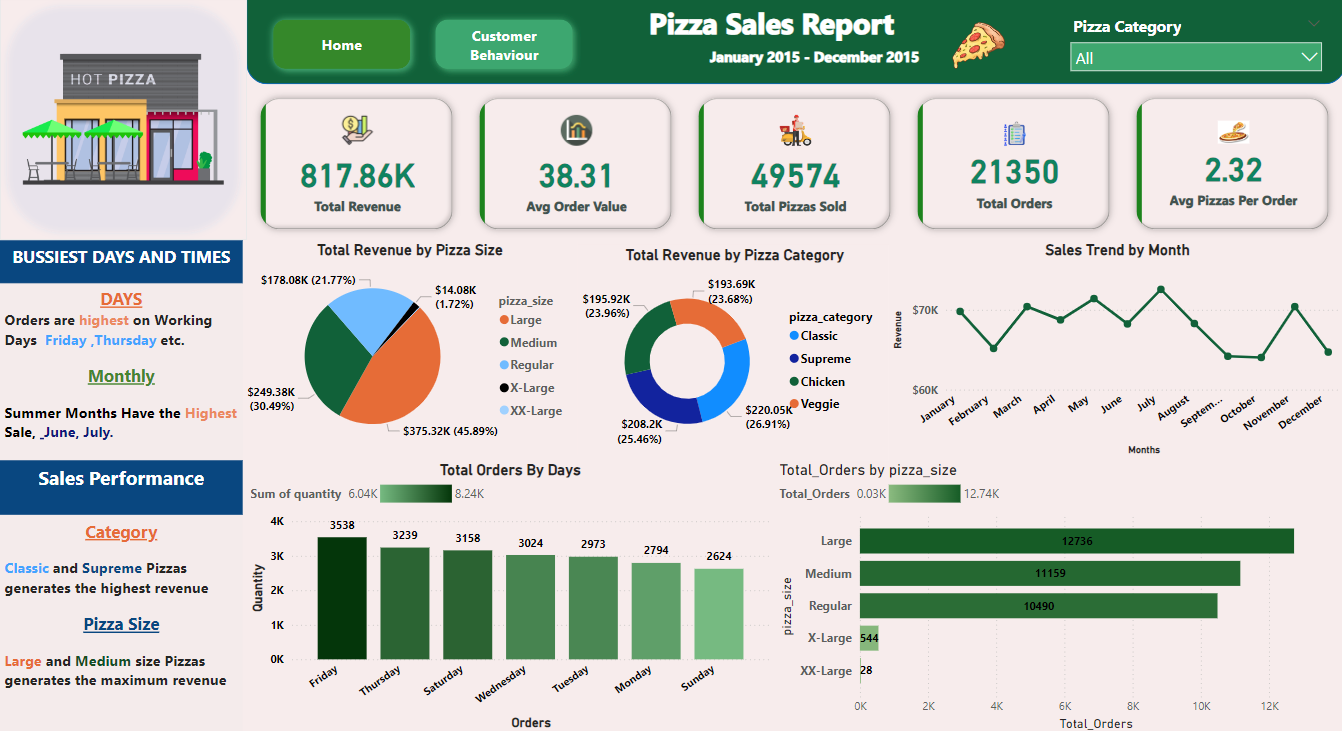 HOT PIZZA
Home
Customer
Behaviour
Pizza Sales Report
January 2015 - December 2015
Pizza Category
All
817.86K
Total Revenue
38.31
Avg Order Value
49574
Total Pizzas Sold
21350
Total Orders
2.32
Avg Pizzas Per Order
BUSSIEST DAYS AND TIMES
DAYS
Orders are highest on Working
Days Friday ,Thursday etc.
Monthly
Summer Months Have the Highest
Sale, _June, July.
Sales Performance
Category
Classic and Supreme Pizzas
generates the highest revenue
Pizza Size
Large and Medium size Pizzas
generates the maximum revenue
Total Revenue by Pizza Size
$178.08K (21.77%)
$14.08K
(1.72%)
$249.38K
(30.49%)
$375.32K (45.89%)
pizza_size
Large
Medium
Regular
X-Large
XX-Large
Total Revenue by Pizza Category
$193.69K
(23.68%)
$195.92K
(23.96%)
$208.2K
(25.46%)
$220.05K
(26.91%)
pizza_category
Classic
Supreme
Chicken
Veggie
Sales Trend by Month
Revenue
$70K
$60K
January
February
March
April
May
June
July
August
Septem...
October
November
December
Months
Total Orders By Days
Sum of quantity 6.04K 8.24K
Quantity
4K
3K
2K
1K
0K
3538
3239
3158
3024
2973
2794
2624
Friday
Thursday
Saturday
Wednesday
Tuesday
Monday
Sunday
Orders
Total_Orders by pizza_size
Total_Orders 0.03K 12.74K
pizza_size
Large 12736
Medium 11159
Regular 10490
X-Large 544
XX-Large 28
0K 2K 4K 6K 8K 10K 12K
Total_Orders